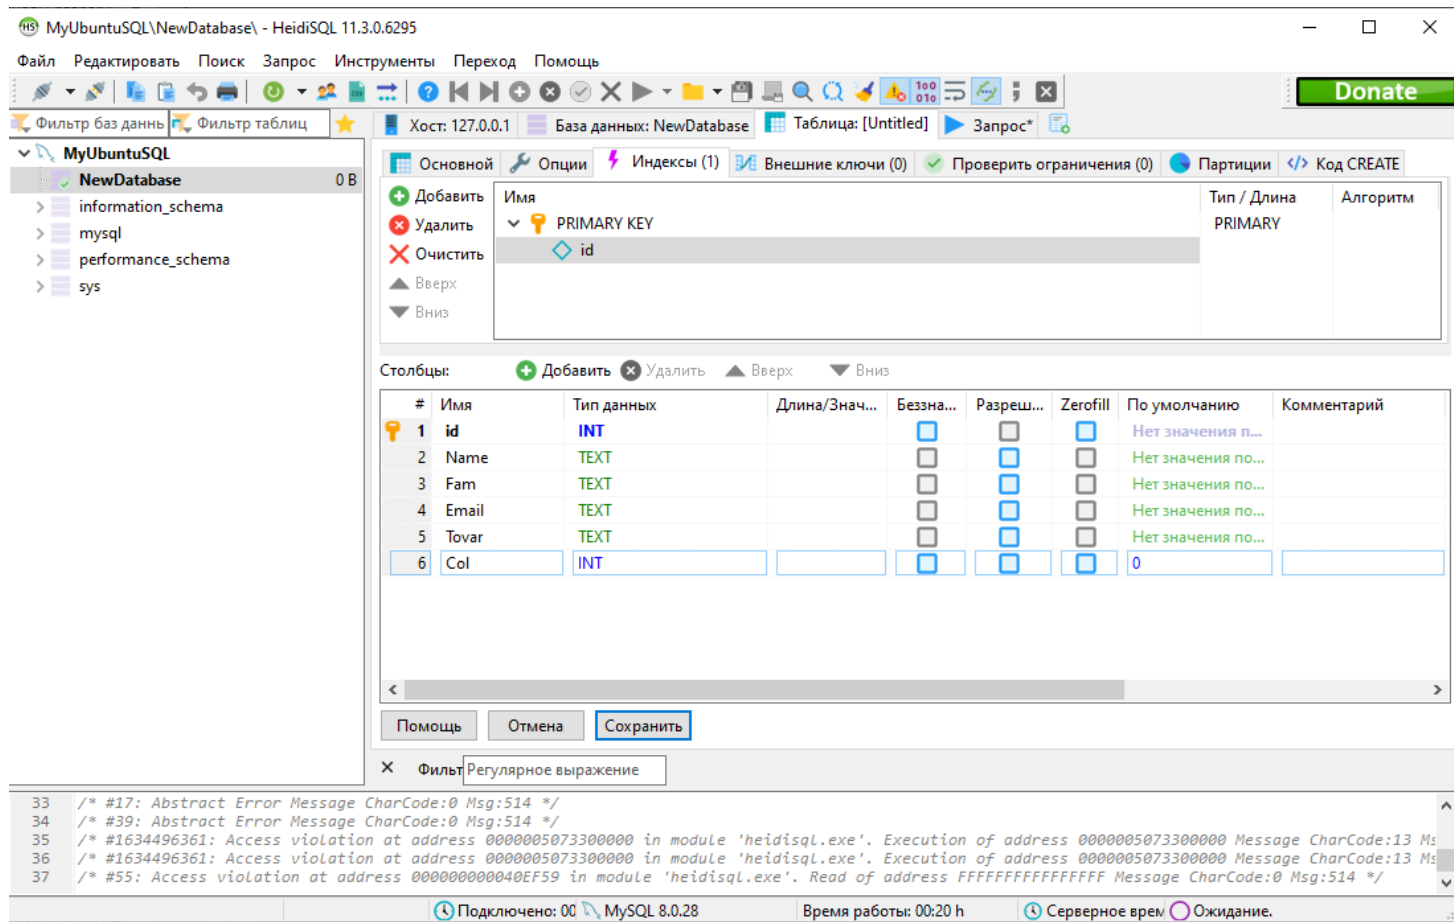 MyUbuntuSQL\NewDatabase\ - HeidiSQL 11.3.0.6295
Файл Редактировать Поиск Запрос Инструменты Переход Помощь
Donate
Фильтр баз даннь Фильтр таблиц Хост: 127.0.0.1 База данных: NewDatabase Таблица: [Untitled] Запрос*
MyUbuntuSQL
NewDatabase 0 B
information_schema
mysql
performance_schema
sys
Основной Опции Индексы (1) Внешние ключи (0) Проверить ограничения (0) Партиции </> Код CREATE
Добавить
Удалить
Очистить
Вверх
Вниз
Имя Тип / Длина Алгоритм
PRIMARY KEY PRIMARY
id
Столбцы: Добавить Удалить Вверх Вниз
# Имя Тип данных Длина/Знач... Беззна... Разреш... Zerofill По умолчанию Комментарий
1 id INT Нет значения п...
2 Name TEXT Нет значения по...
3 Fam TEXT Нет значения по...
4 Email TEXT Нет значения по...
5 Tovar TEXT Нет значения по...
6 Col INT 0
Помощь Отмена Сохранить
Фильт Регулярное выражение
33 /* #17: Abstract Error Message CharCode:0 Msg:514 */
34 /* #39: Abstract Error Message CharCode:0 Msg:514 */
35 /* #1634496361: Access violation at address 0000005073300000 in module 'heidisql.exe'. Execution of address 0000005073300000 Message CharCode:13 Ms
36 /* #1634496361: Access violation at address 0000005073300000 in module 'heidisql.exe'. Execution of address 0000005073300000 Message CharCode:13 Ms
37 /* #55: Access violation at address 000000000040EF59 in module 'heidisql.exe'. Read of address FFFFFFFFFFFFFFFF Message CharCode:0 Msg:514 */
Подключено: 00 MySQL 8.0.28 Время работы: 00:20 h Серверное врем Ожидание.